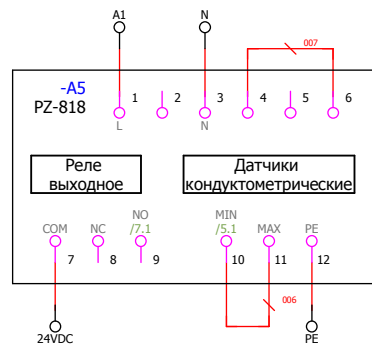 A1 N
007
-A5
PZ-818
1 2 3 4 5 6
L N
Реле
выходное
Датчики
кондуктометрические
NO MIN
COM NC /7.1 /5.1 MAX PE
7 8 9 10 11 12
006
24VDC PE